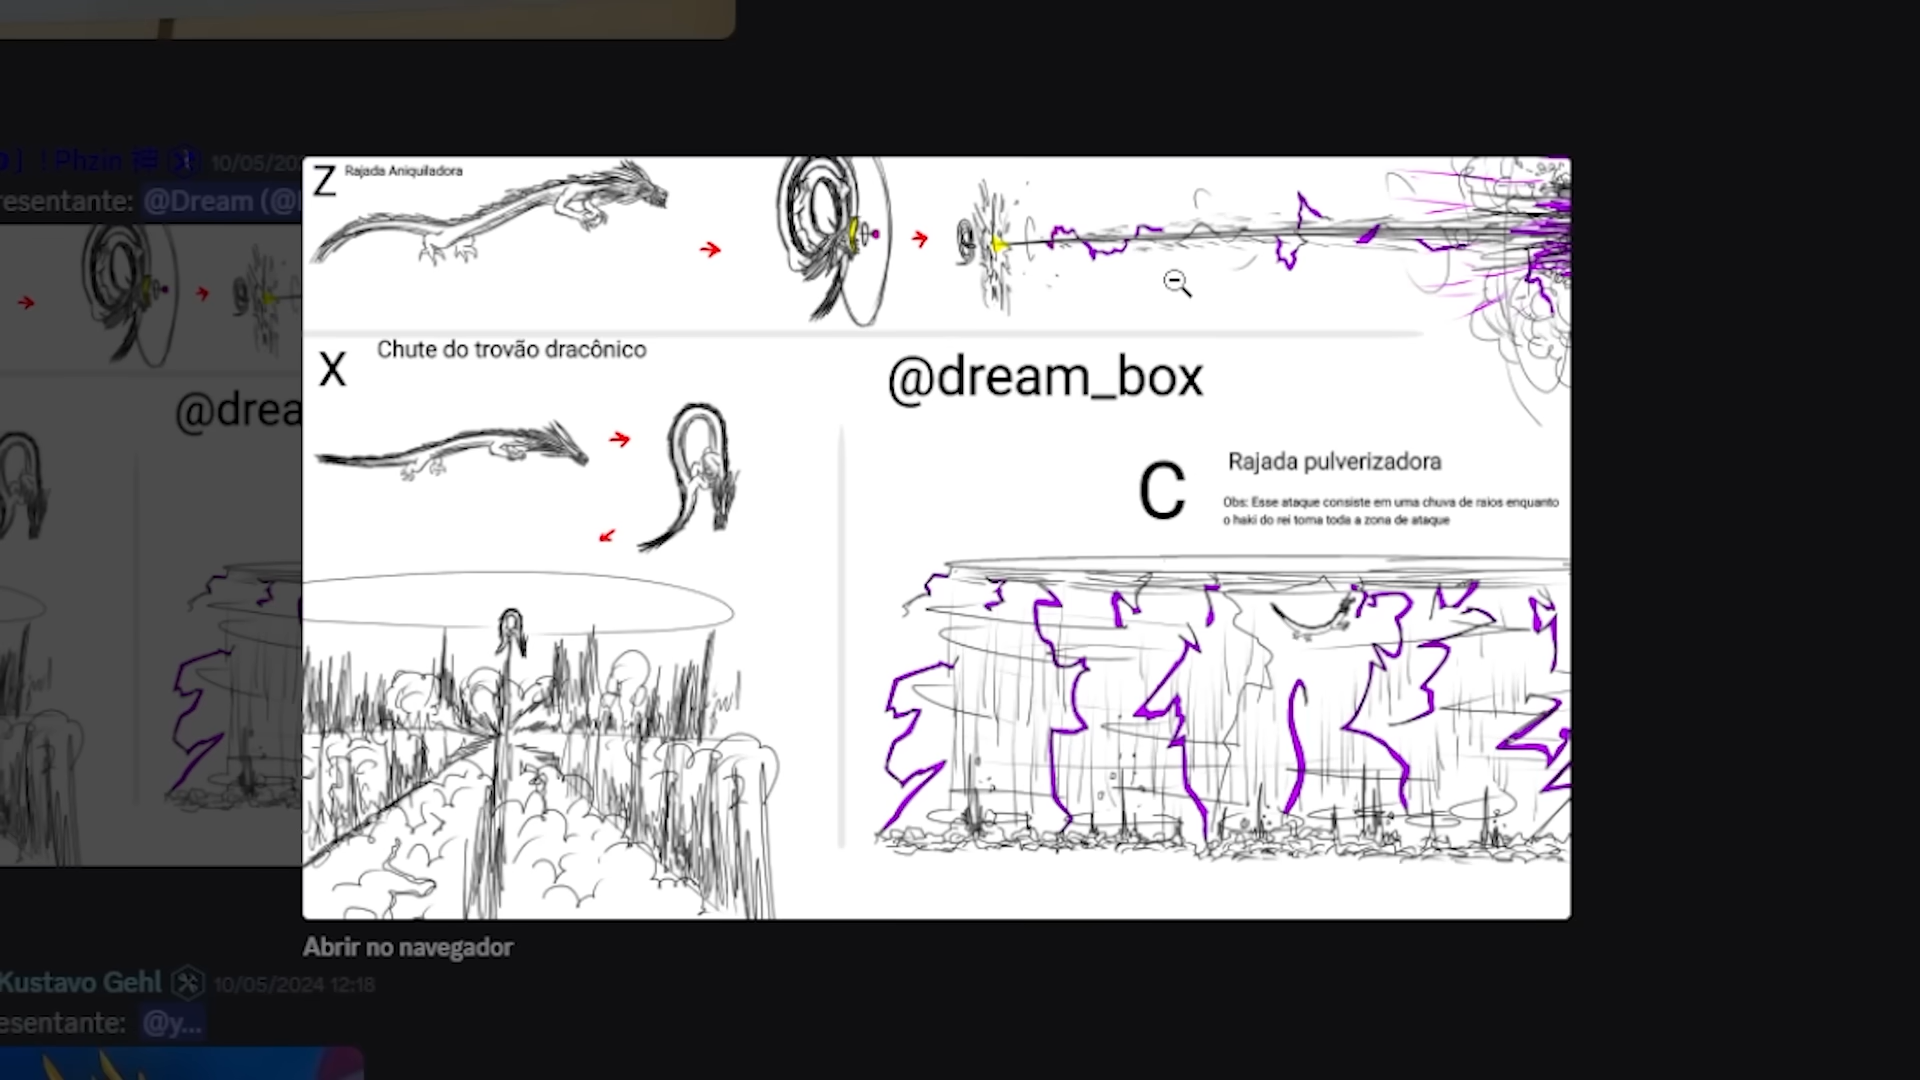 ! Phzin
10/05/20
resentante: @Dream (@
@drea
Z Rajada Aniquiladora
X Chute do trovão dracônico
@dream_box
C Rajada pulverizadora
Obs: Esse ataque consiste em uma chuva de raios enquanto
o haki do rei toma toda a zona de ataque
Abrir no navegador
Kustavo Gehl 10/05/2024 12:18
esentante: @y...